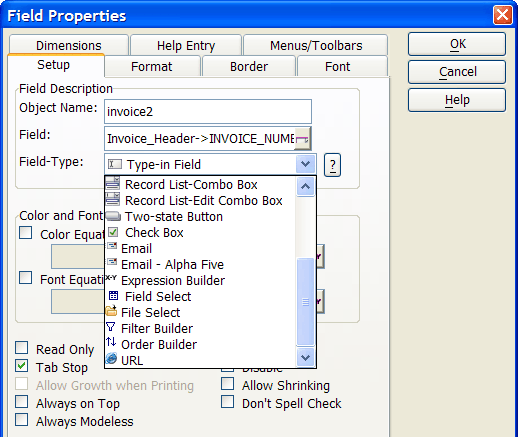 Field Properties
Dimensions Help Entry Menus/Toolbars
Setup Format Border Font
OK
Cancel
Help
Field Description
Object Name: invoice2
Field: Invoice_Header->INVOICE_NUME
Field-Type: Type-in Field ?
Record List-Combo Box
Record List-Edit Combo Box
Two-state Button
Check Box
Email
Email - Alpha Five
X-Y Expression Builder
Field Select
File Select
Filter Builder
Order Builder
URL
Color and Font
Color Equati
Font Equati
Read Only
Tab Stop Disable
Allow Growth when Printing Allow Shrinking
Always on Top Don't Spell Check
Always Modeless